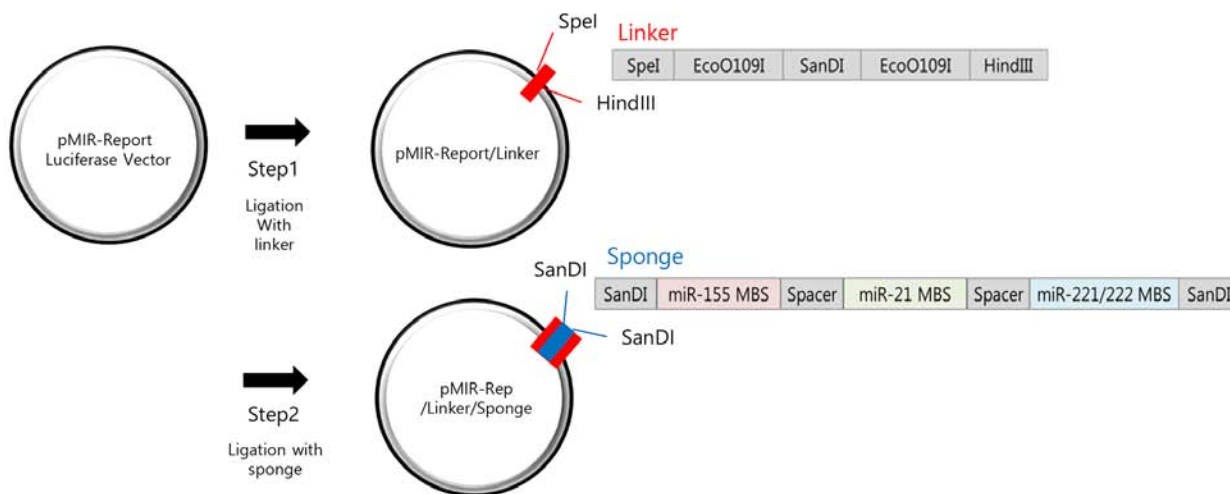 SpeI
Linker
SpeI EcoO109I SanDI EcoO109I HindIII
HindIII
pMIR-Report
Luciferase Vector
pMIR-Report/Linker
Step1
Ligation
With
linker
SanDI
Sponge
SanDI miR-155 MBS Spacer miR-21 MBS Spacer miR-221/222 MBS SanDI
SanDI
pMIR-Rep
/Linker/Sponge
Step2
Ligation with
sponge